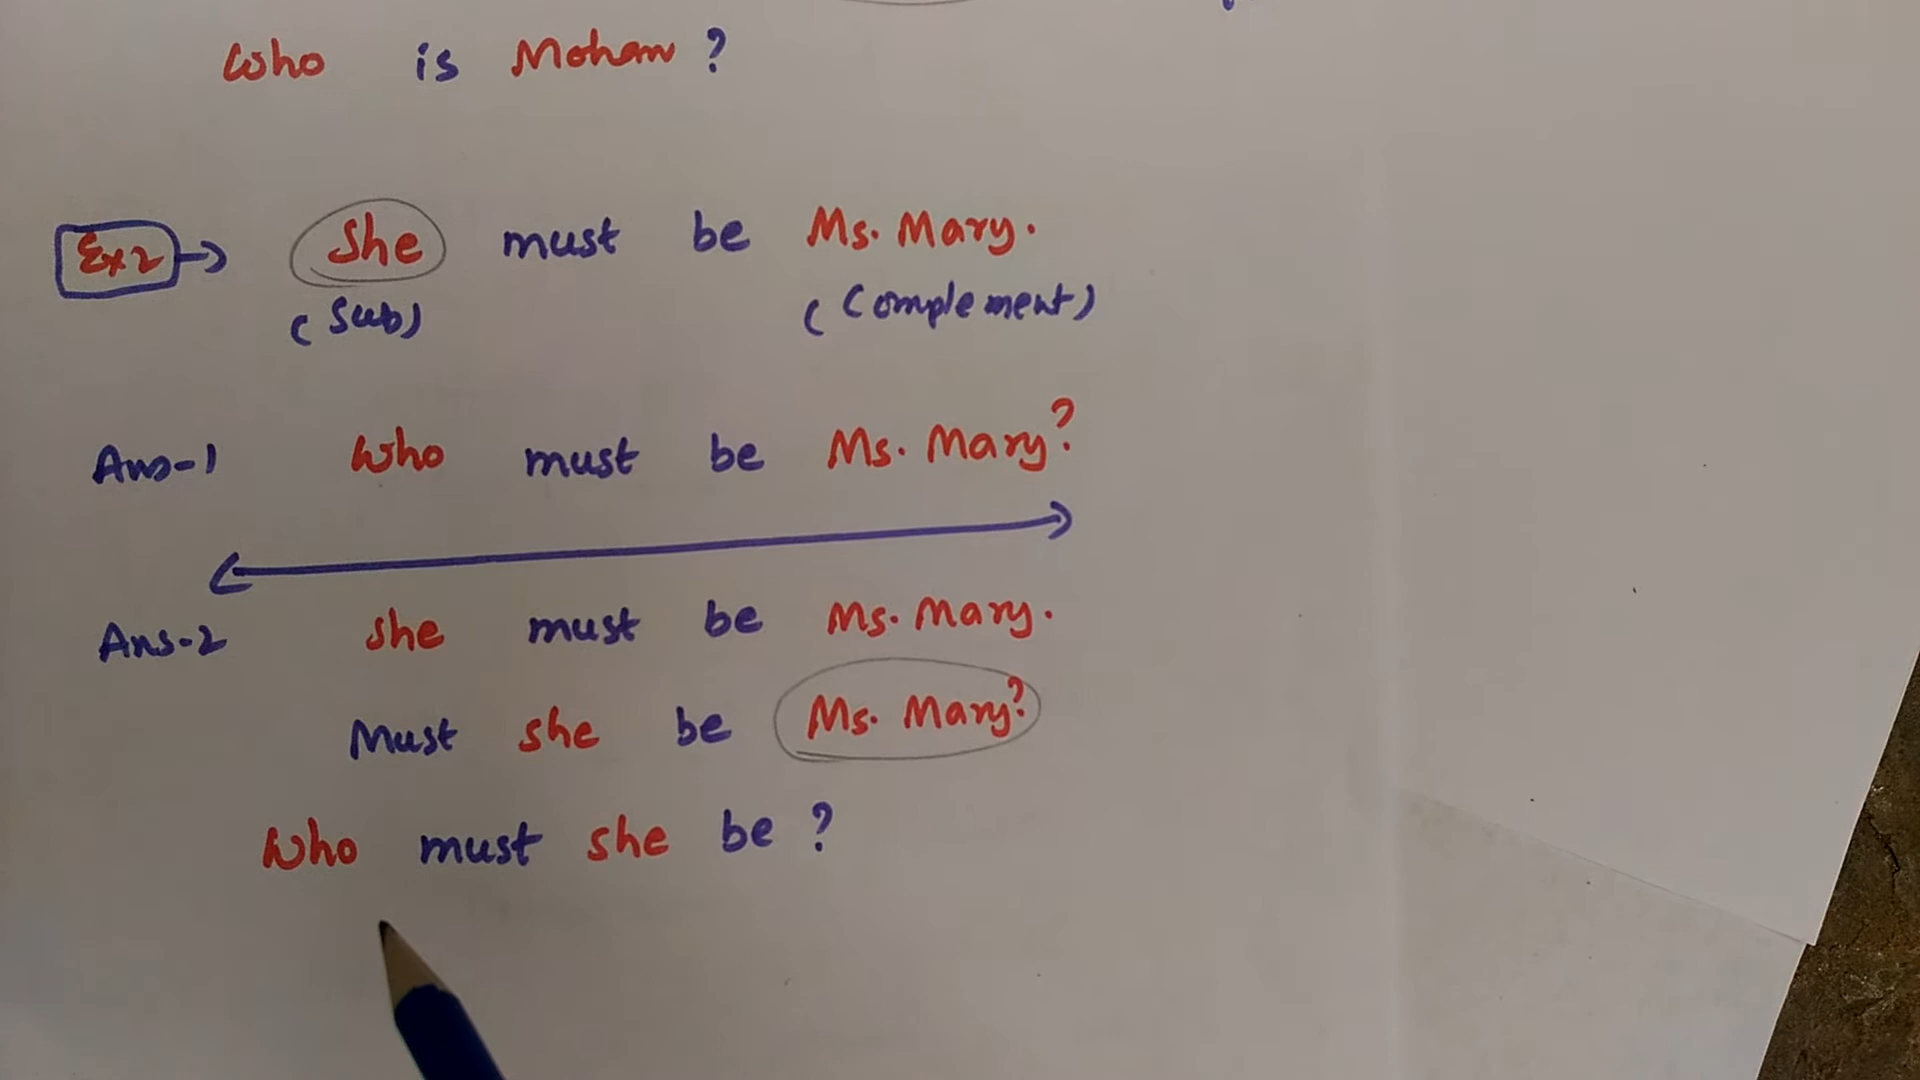 Who is Mohan ?
Ex2 → She must be Ms. Mary.
(Sub) (Complement)
Ans-1 Who must be Ms. Mary?
Ans-2 she must be Ms. Mary.
Must she be Ms. Mary?
Who must she be ?